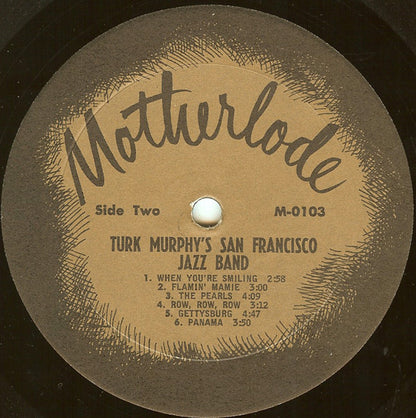 Motherlode
Side Two M-0103
TURK MURPHY'S SAN FRANCISCO
JAZZ BAND
1. WHEN YOU'RE SMILING 2:58
2. FLAMIN' MAMIE 3:00
3. THE PEARLS 4:09
4. ROW, ROW, ROW 3:12
5. GETTYSBURG 4:47
6. PANAMA 3:50